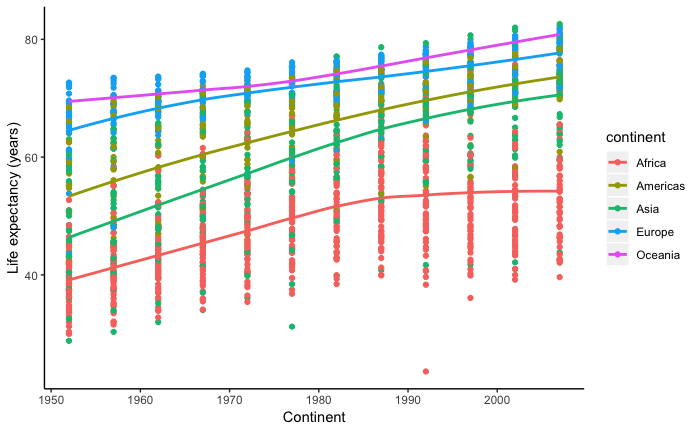 80
60
40
Life expectancy (years)
1950 1960 1970 1980 1990 2000
Continent
continent
Africa
Americas
Asia
Europe
Oceania